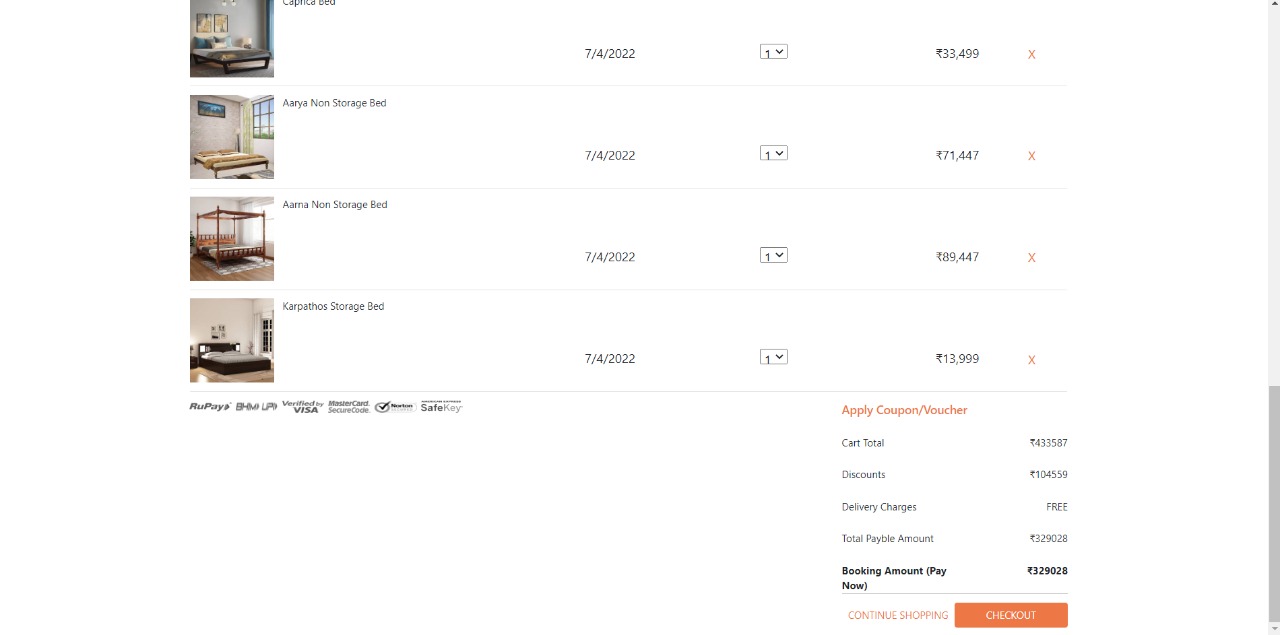 Caprica Bed
7/4/2022 1 ₹33,499 X
Aarya Non Storage Bed
7/4/2022 1 ₹71,447 X
Aarna Non Storage Bed
7/4/2022 1 ₹89,447 X
Karpathos Storage Bed
7/4/2022 1 ₹13,999 X
RuPay BHIM UPI Verified by VISA MasterCard. SecureCode. Norton AMERICAN EXPRESS SafeKey
Apply Coupon/Voucher
Cart Total ₹433587
Discounts ₹104559
Delivery Charges FREE
Total Payble Amount ₹329028
Booking Amount (Pay Now) ₹329028
CONTINUE SHOPPING CHECKOUT